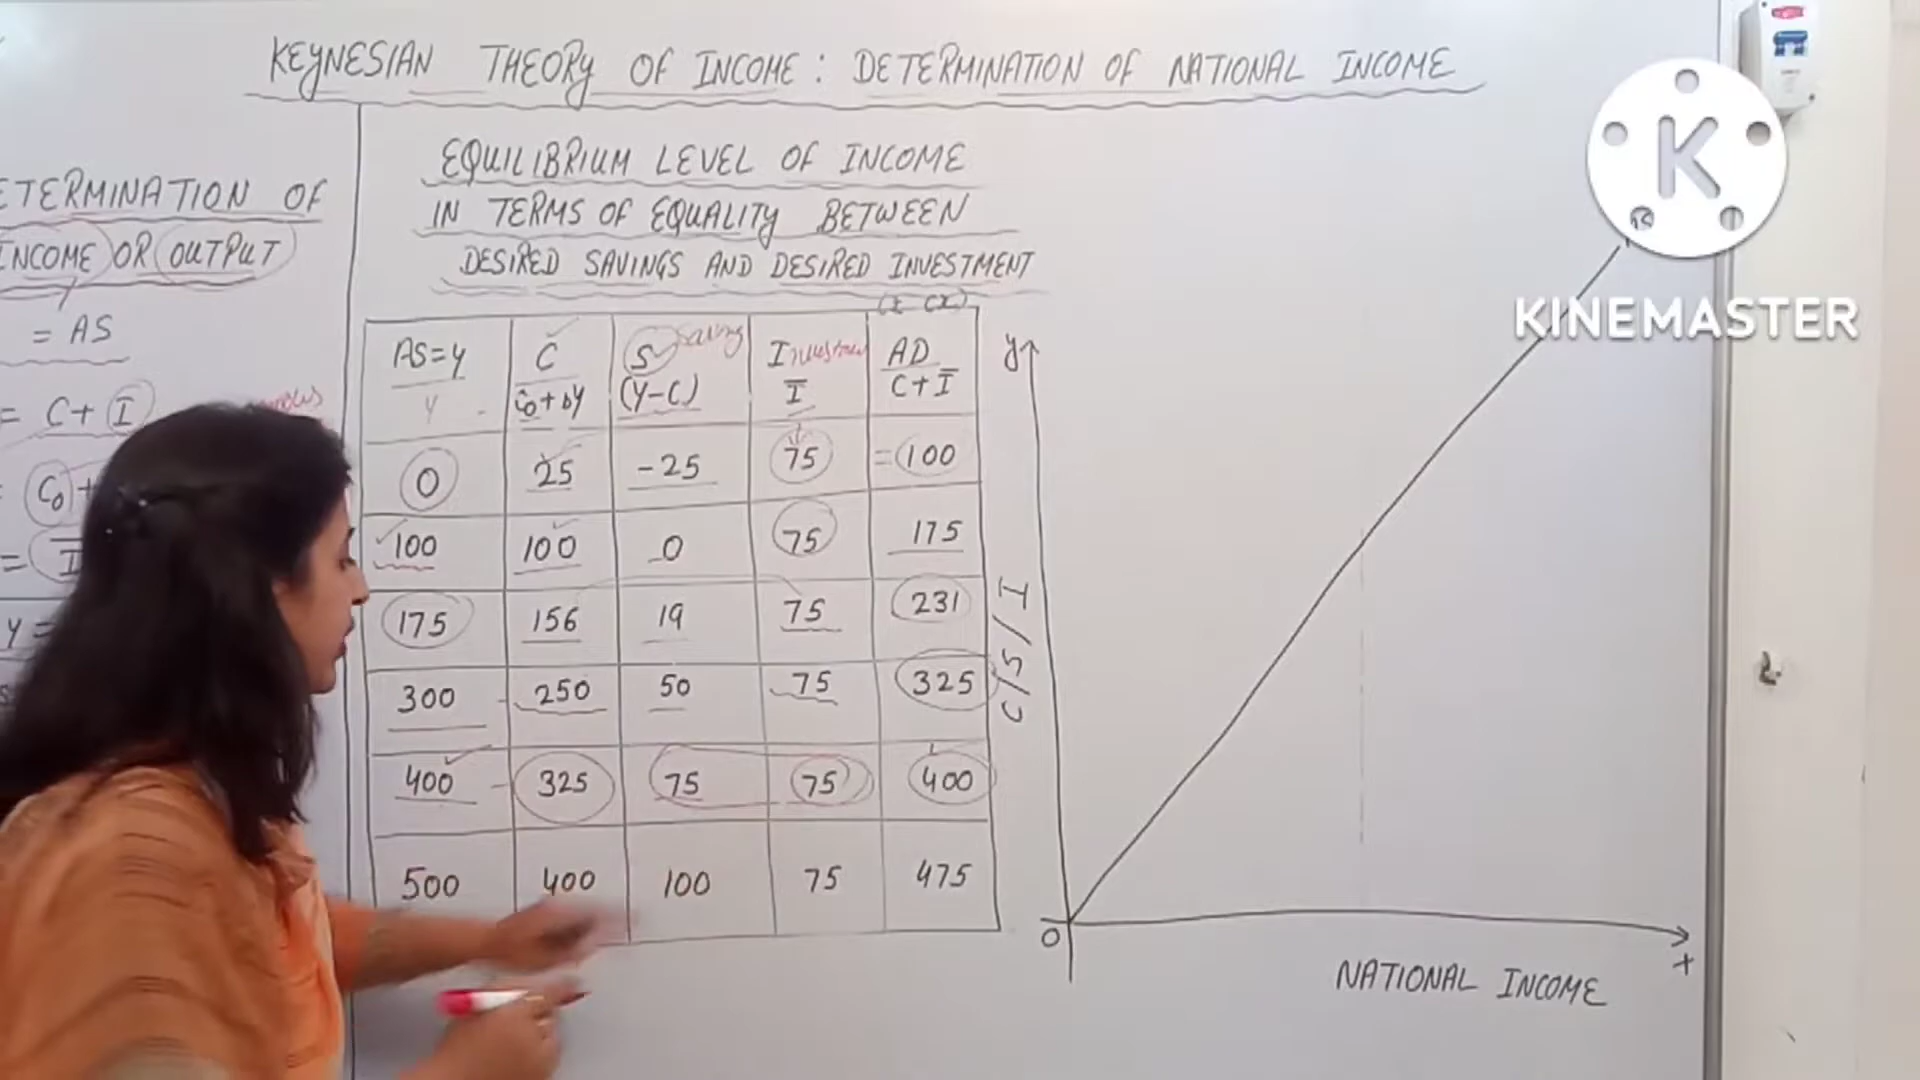 KEYNESIAN THEORY OF INCOME : DETERMINATION OF NATIONAL INCOME
ETERMINATION OF
INCOME OR OUTPUT
= AS
= C + I
C₀ +
= I
Y =
EQUILIBRIUM LEVEL OF INCOME
IN TERMS OF EQUALITY BETWEEN
DESIRED SAVINGS AND DESIRED INVESTMENT
AS=Y C S Saving I AD
Y C₀+bY (Y-C) Ī C+Ī
0 25 -25 75 =100
100 100 0 75 175
175 156 19 75 231
300 250 50 75 325
400 325 75 75 400
500 400 100 75 475
y
C/S/I
O
NATIONAL INCOME
K
KINEMASTER